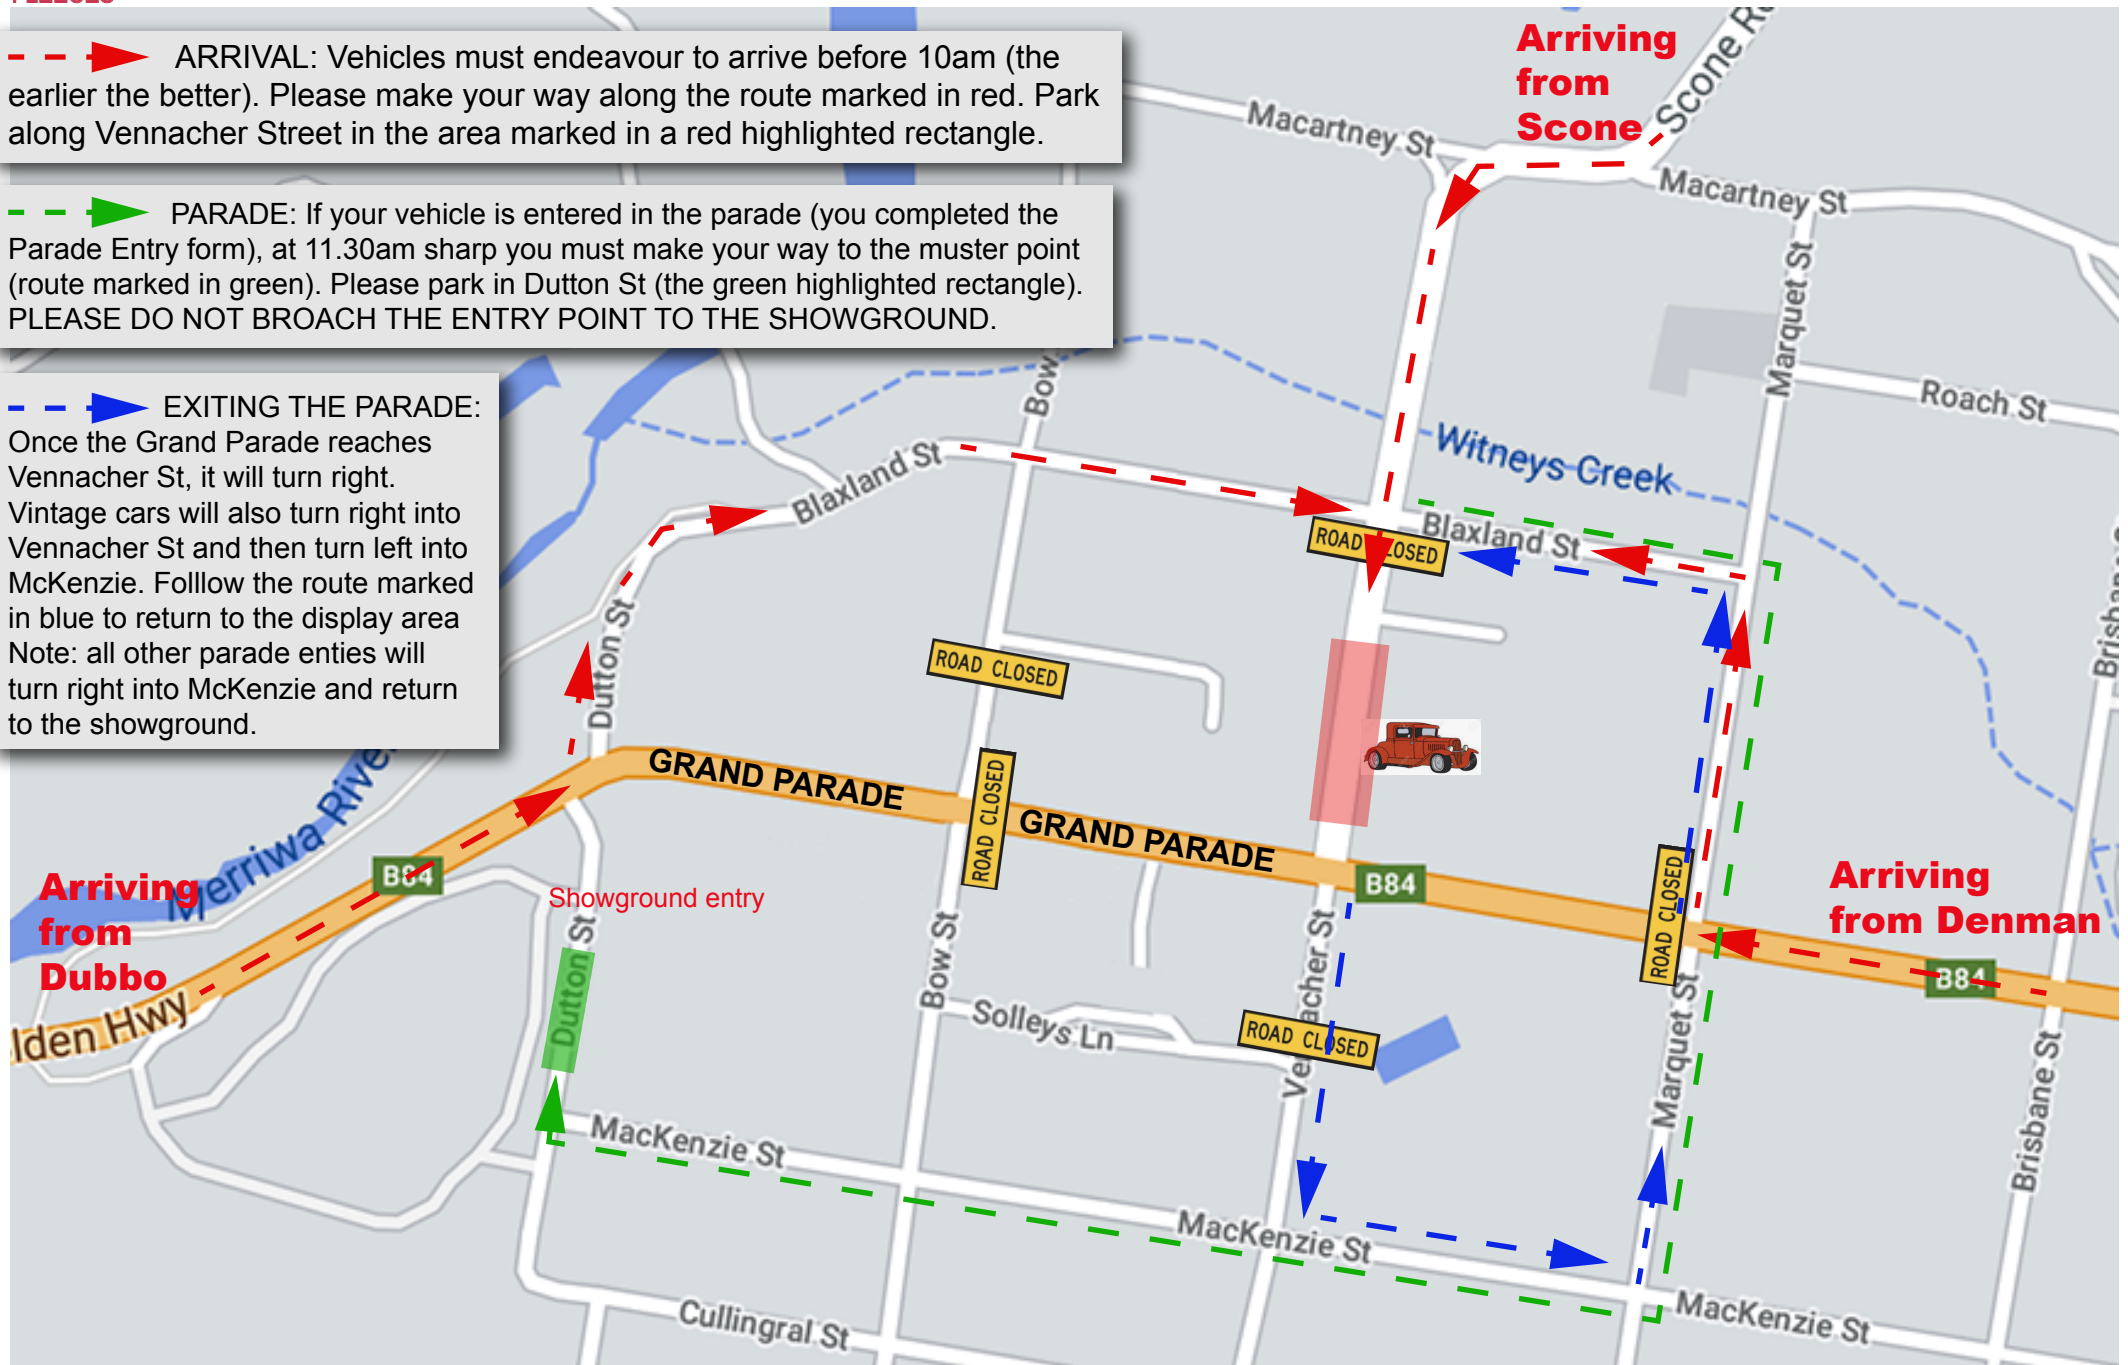 ARRIVAL: Vehicles must endeavour to arrive before 10am (the
earlier the better). Please make your way along the route marked in red. Park
along Vennacher Street in the area marked in a red highlighted rectangle.
PARADE: If your vehicle is entered in the parade (you completed the
Parade Entry form), at 11.30am sharp you must make your way to the muster point
(route marked in green). Please park in Dutton St (the green highlighted rectangle).
PLEASE DO NOT BROACH THE ENTRY POINT TO THE SHOWGROUND.
EXITING THE PARADE:
Once the Grand Parade reaches
Vennacher St, it will turn right.
Vintage cars will also turn right into
Vennacher St and then turn left into
McKenzie. Folllow the route marked
in blue to return to the display area
Note: all other parade enties will
turn right into McKenzie and return
to the showground.
Arriving
from
Scone
Scone
Macartney St
Macartney St
Marquet St
Roach St
Bow
Witneys Creek
Blaxland St
Blaxland St
ROAD CLOSED
Dutton St
ROAD CLOSED
GRAND PARADE
ROAD CLOSED
GRAND PARADE
Merriwa River
B84
B84
ROAD CLOSED
Arriving
from Denman
B84
Arriving
from
Dubbo
Showground entry
lden Hwy
Dutton St
Bow St
Solleys Ln
ROAD CLOSED
Marquet St
Brisbane St
MacKenzie St
MacKenzie St
MacKenzie St
Cullingral St